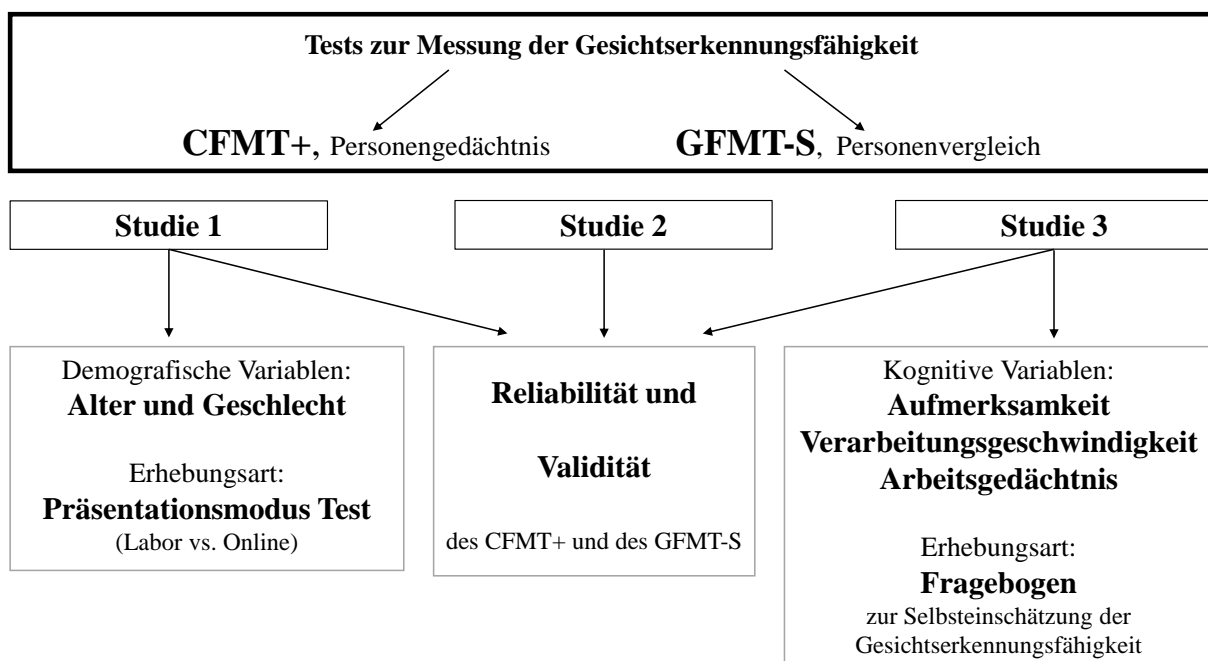 Tests zur Messung der Gesichtserkennungsfähigkeit
CFMT+, Personengedächtnis
GFMT-S, Personenvergleich
Studie 1
Studie 2
Studie 3
Demografische Variablen:
Alter und Geschlecht
Erhebungsart:
Präsentationsmodus Test
(Labor vs. Online)
Reliabilität und
Validität
des CFMT+ und des GFMT-S
Kognitive Variablen:
Aufmerksamkeit
Verarbeitungsgeschwindigkeit
Arbeitsgedächtnis
Erhebungsart:
Fragebogen
zur Selbsteinschätzung der
Gesichtserkennungsfähigkeit